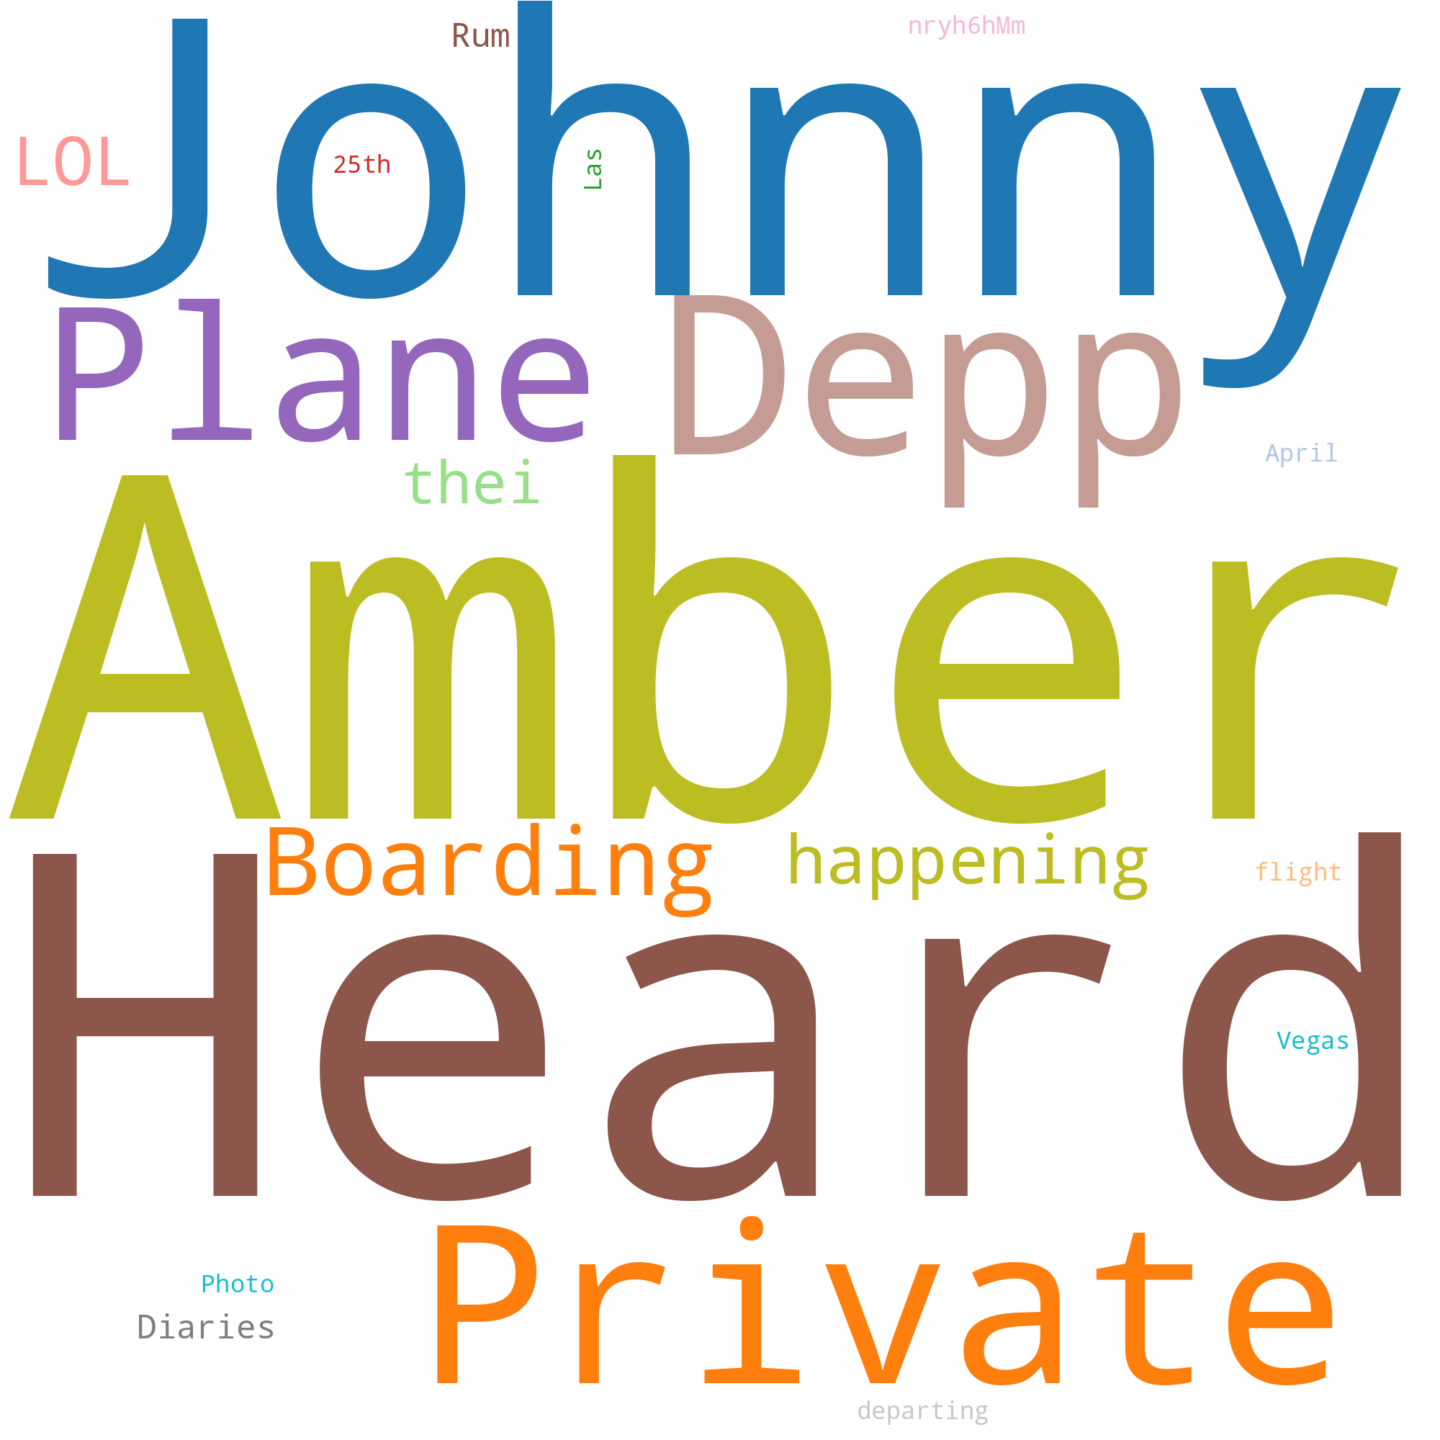 Rum
nryh6hMm
Johnny
LOL
25th
Las
Plane
Depp
thei
April
Amber
Boarding
happening
flight
Heard
Vegas
Private
Photo
Diaries
departing